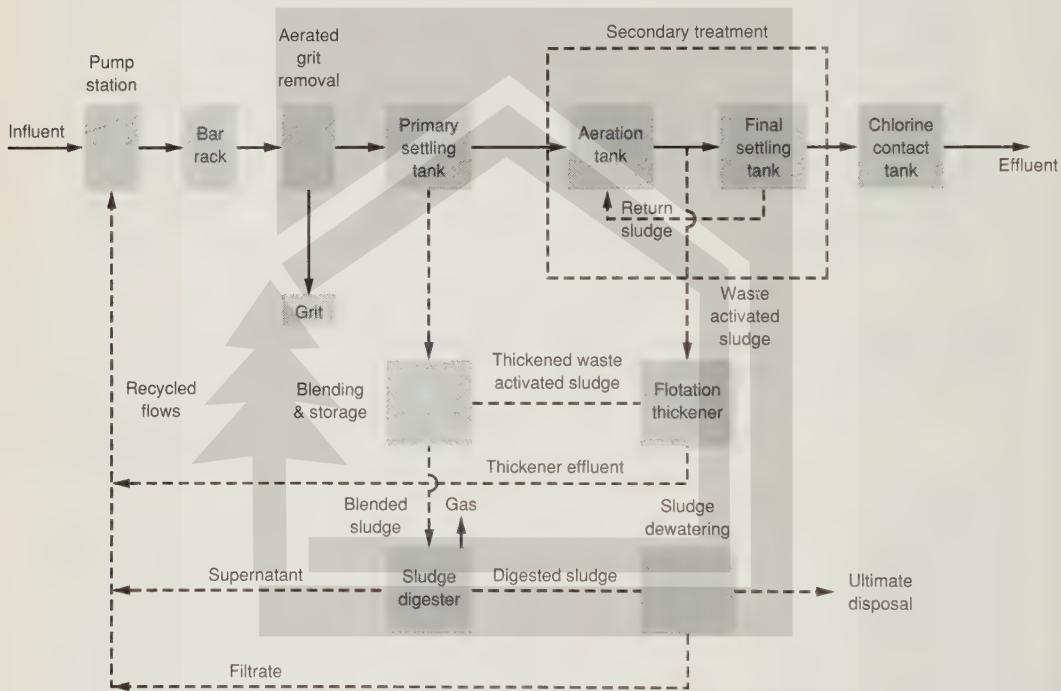 Secondary treatment
Aerated
grit
removal
Pump
station
Influent
Bar
rack
Primary
settling
tank
Aeration
tank
Final
settling
tank
Chlorine
contact
tank
Effluent
Return
sludge
Grit
Waste
activated
sludge
Recycled
flows
Blending
& storage
Thickened waste
activated sludge
Flotation
thickener
Thickener effluent
Blended
sludge
Gas
Sludge
dewatering
Supernatant
Sludge
digester
Digested sludge
Ultimate
disposal
Filtrate